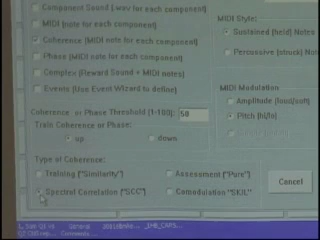 Component Sound (.wav for each component)
MIDI (note for each component)
Coherence (MIDI note for each component)
Phase (MIDI note for each component)
Complex (Reward Sound + MIDI Notes)
Events (Use Event Wizard to define)
MIDI Style:
Sustained (held) Notes
Percussive (struck) Notes
MIDI Modulation
Amplitude (loud/soft)
Pitch (hi/lo)
Coherence or Phase Threshold (1-100): 50
Train Coherence or Phase:
up
down
Type of Coherence:
Training ("Similarity")
Assessment ("Pure")
Spectral Correlation ("SCC")
Comodulation "SKIL"
Cancel
General